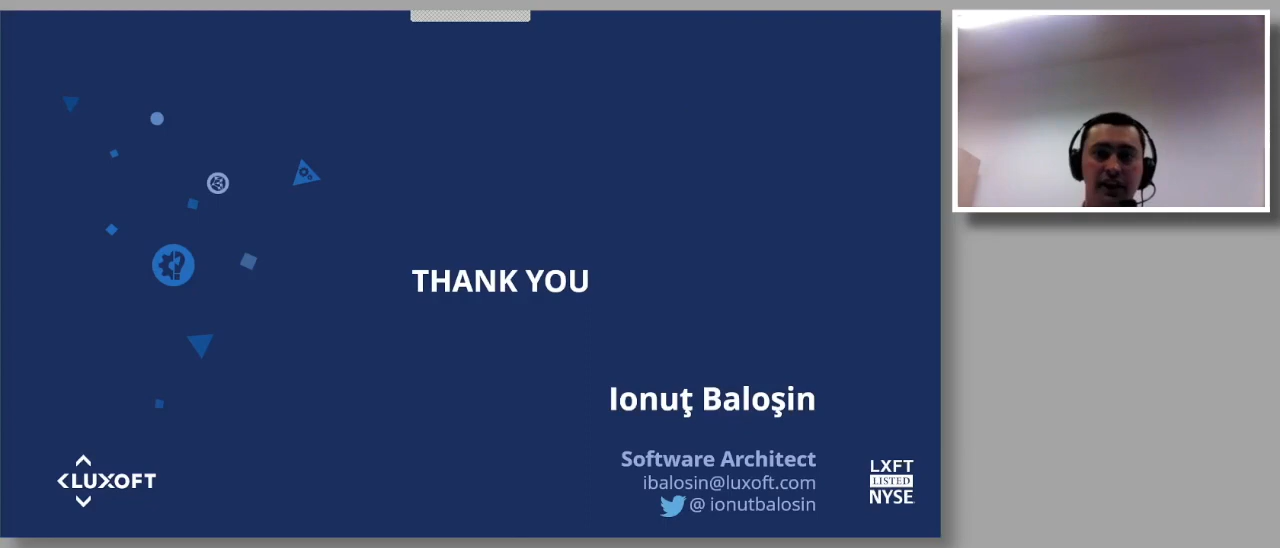 THANK YOU
Ionuţ Baloşin
Software Architect
ibalosin@luxoft.com
@ ionutbalosin
LUXOFT
LXFT
LISTED
NYSE